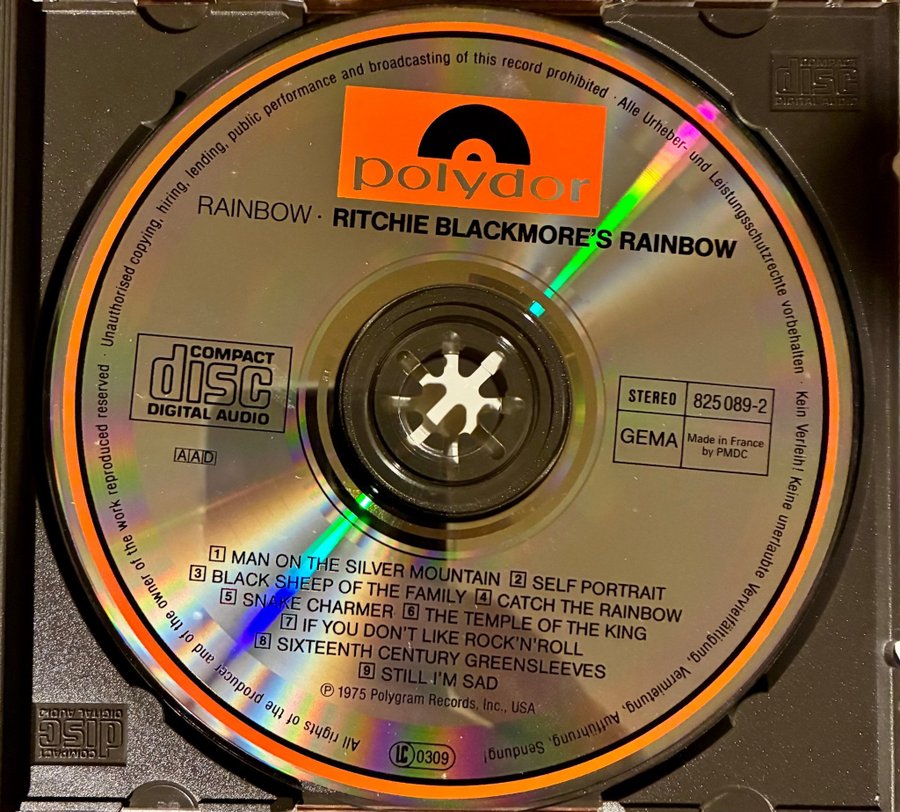 polydor
RAINBOW · RITCHIE BLACKMORE'S RAINBOW
COMPACT
disc
DIGITAL AUDIO
AAD
STEREO 825 089-2
GEMA Made in France
by PMDC
1 MAN ON THE SILVER MOUNTAIN 2 SELF PORTRAIT
3 BLACK SHEEP OF THE FAMILY 4 CATCH THE RAINBOW
5 SNAKE CHARMER 6 THE TEMPLE OF THE KING
7 IF YOU DON'T LIKE ROCK'N'ROLL
8 SIXTEENTH CENTURY GREENSLEEVES
9 STILL I'M SAD
℗ 1975 Polygram Records, Inc., USA
LC 0309
All rights of the producer and of the owner of the work reproduced reserved · Unauthorised copying, hiring, lending, public performance and broadcasting of this record prohibited · Alle Urheber- und Leistungsschutzrechte vorbehalten · Kein Verleih! Keine unerlaubte Vervielfältigung, Vermietung, Aufführung, Sendung!
COMPACT
disc
DIGITAL AUDIO
COMPACT
disc
DIGITAL AUDIO